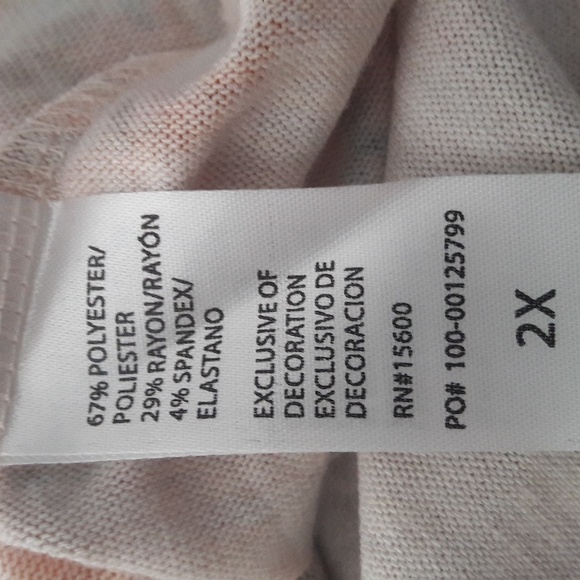 67% POLYESTER/
POLIESTER
29% RAYON/RAYÓN
4% SPANDEX/
ELASTANO
EXCLUSIVE OF
DECORATION
EXCLUSIVO DE
DECORACION
RN#15600
PO# 100-00125799
2X